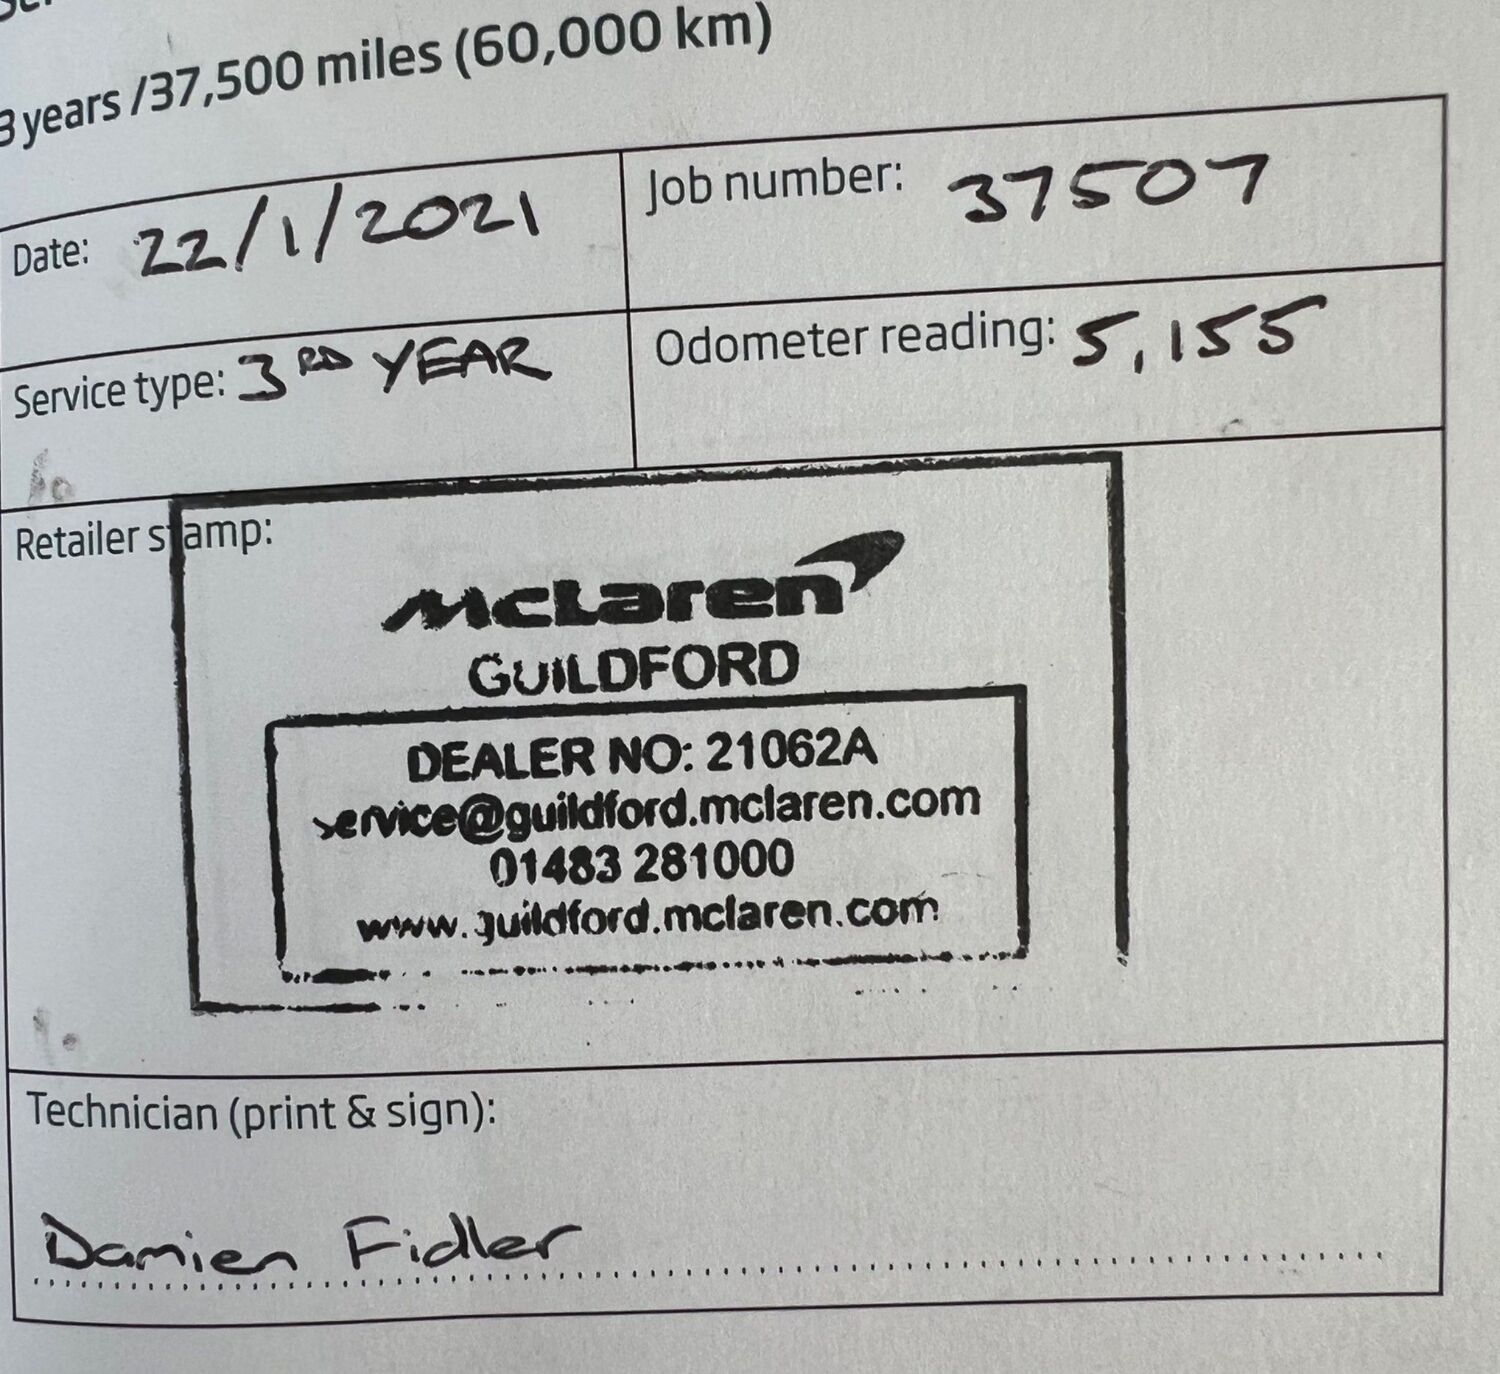 3 years /37,500 miles (60,000 km)
Date: 22/1/2021
Job number: 37507
Service type: 3RD YEAR
Odometer reading: 5,155
Retailer stamp:
McLaren
GUILDFORD
DEALER NO: 21062A
service@guildford.mclaren.com
01483 281000
www.guildford.mclaren.com
Technician (print & sign):
Damien Fidler